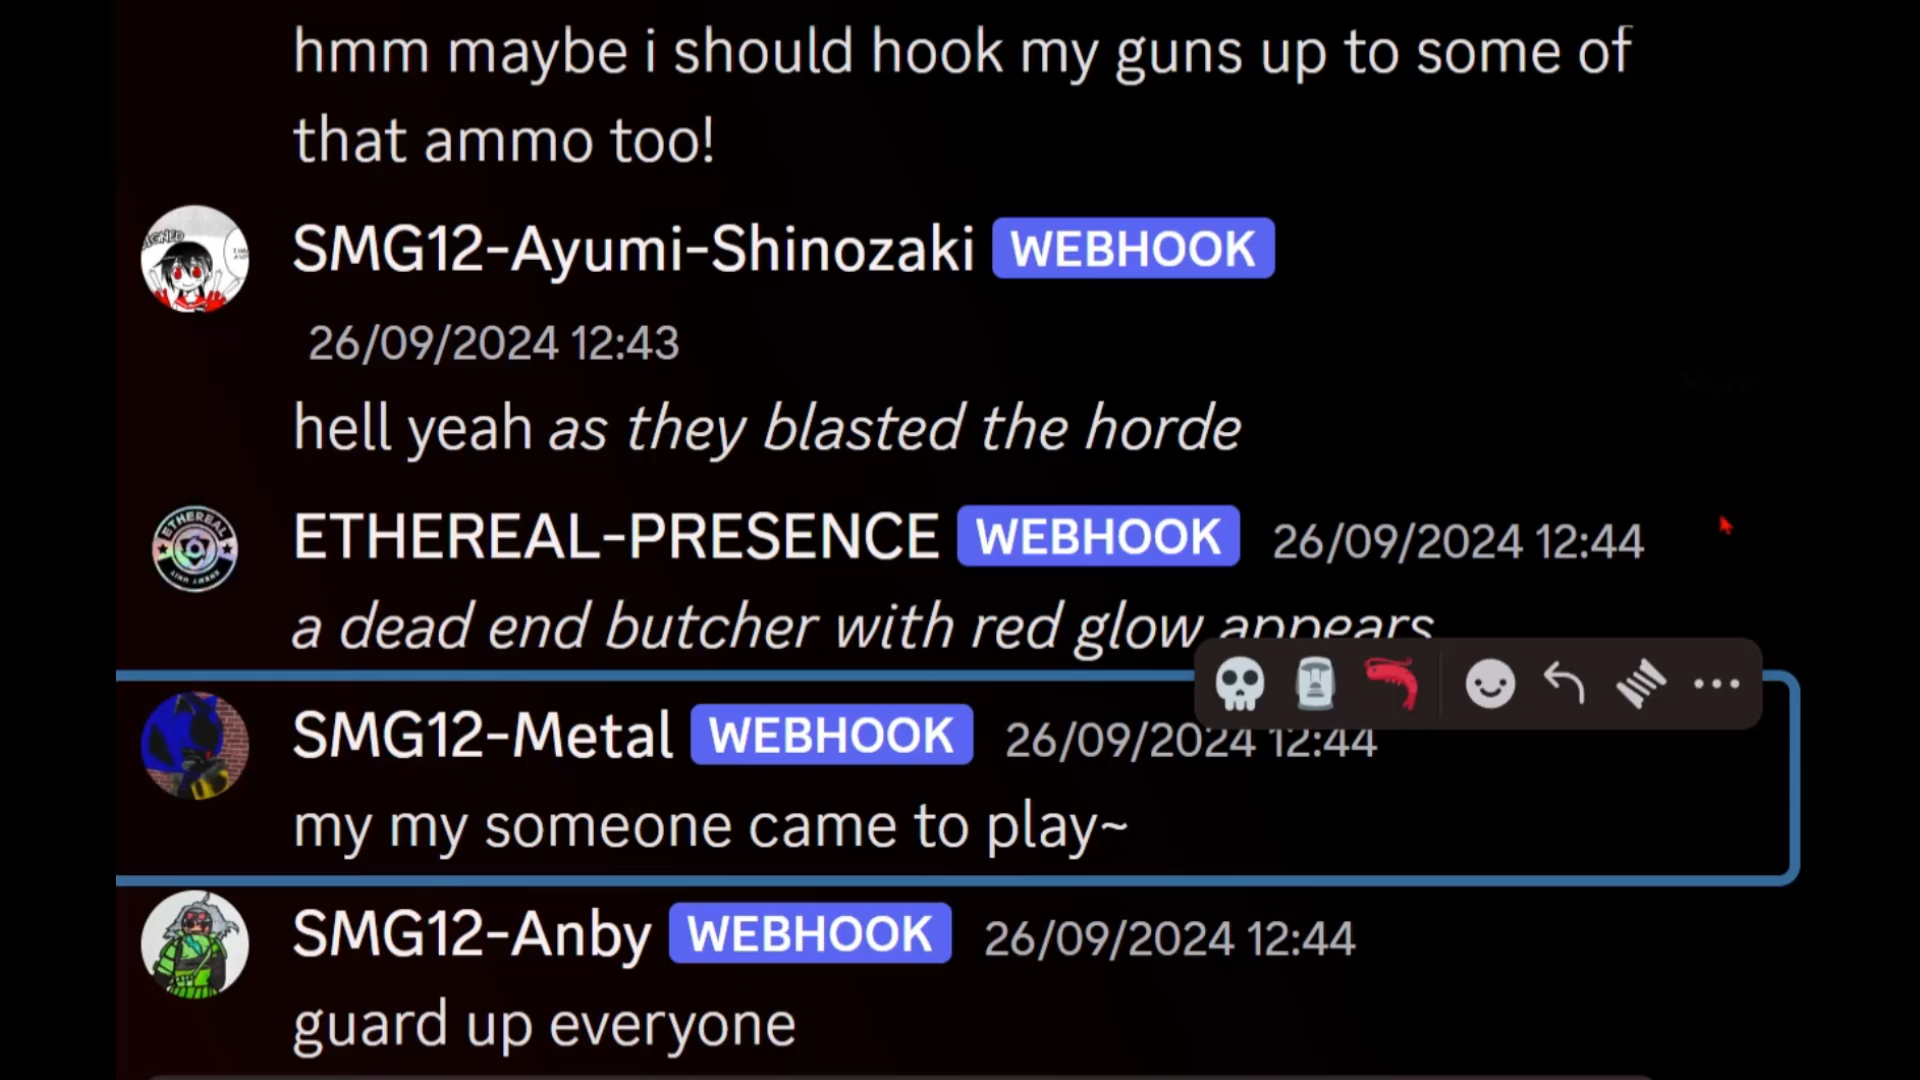 hmm maybe i should hook my guns up to some of
that ammo too!
SMG12-Ayumi-Shinozaki WEBHOOK
26/09/2024 12:43
hell yeah as they blasted the horde
ETHEREAL-PRESENCE WEBHOOK 26/09/2024 12:44
ETHEREAL
a dead end butcher with red glow appears
SMG12-Metal WEBHOOK 26/09/2024 12:44
my my someone came to play~
SMG12-Anby WEBHOOK 26/09/2024 12:44
guard up everyone